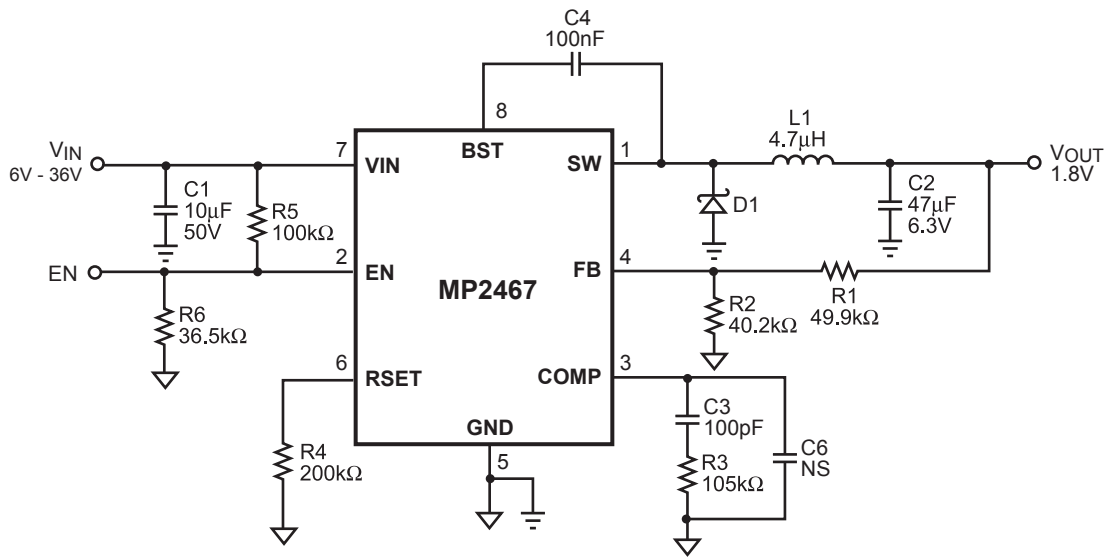 C4
100nF
8
BST
V_IN
6V - 36V
7
VIN
SW
1
L1
4.7μH
V_OUT
1.8V
C1
10μF
50V
R5
100kΩ
D1
C2
47μF
6.3V
EN
2
EN
FB
4
MP2467
R6
36.5kΩ
R2
40.2kΩ
R1
49.9kΩ
6
RSET
COMP
3
C3
100pF
GND
R4
200kΩ
5
R3
105kΩ
C6
NS